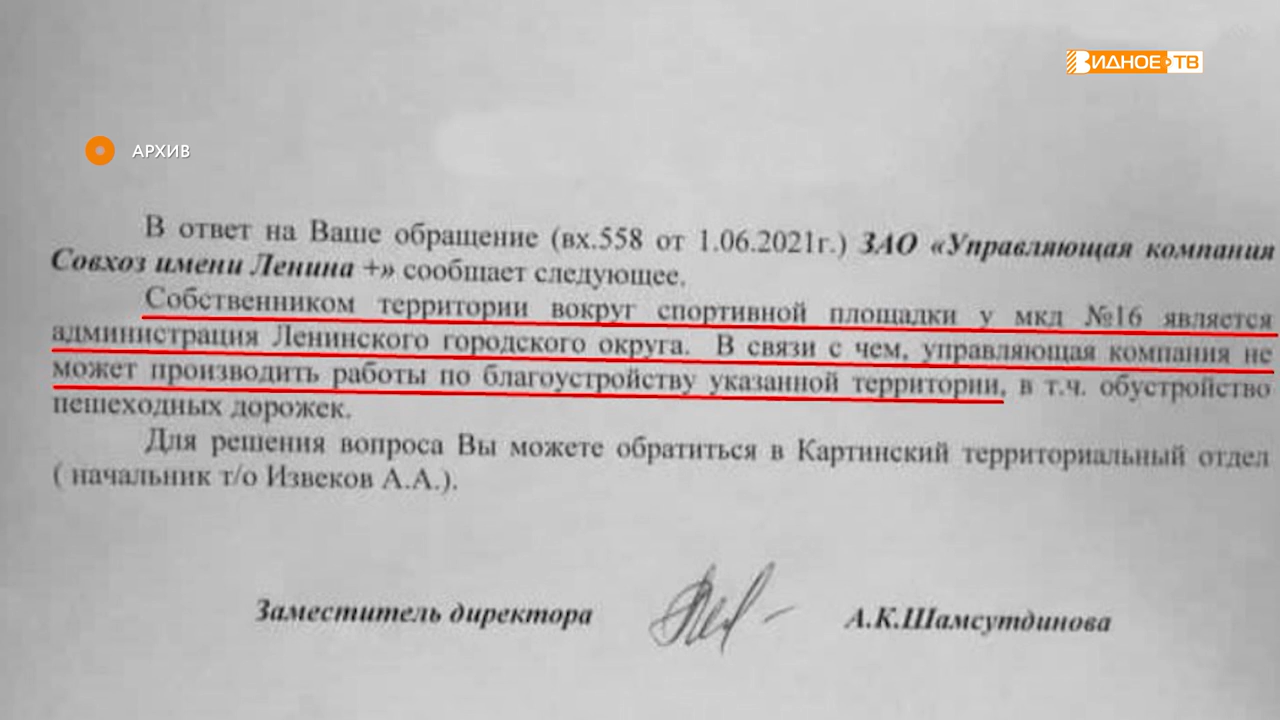 ВИДНОЕ ТВ
АРХИВ
В ответ на Ваше обращение (вх.558 от 1.06.2021г.) ЗАО «Управляющая компания
Совхоз имени Ленина +» сообщает следующее.
Собственником территории вокруг спортивной площадки у мкд №16 является
администрация Ленинского городского округа. В связи с чем, управляющая компания не
может производить работы по благоустройству указанной территории, в т.ч. обустройство
пешеходных дорожек.
Для решения вопроса Вы можете обратиться в Картинский территориальный отдел
( начальник т/о Извеков А.А.).
Заместитель директора А.К.Шамсутдинова